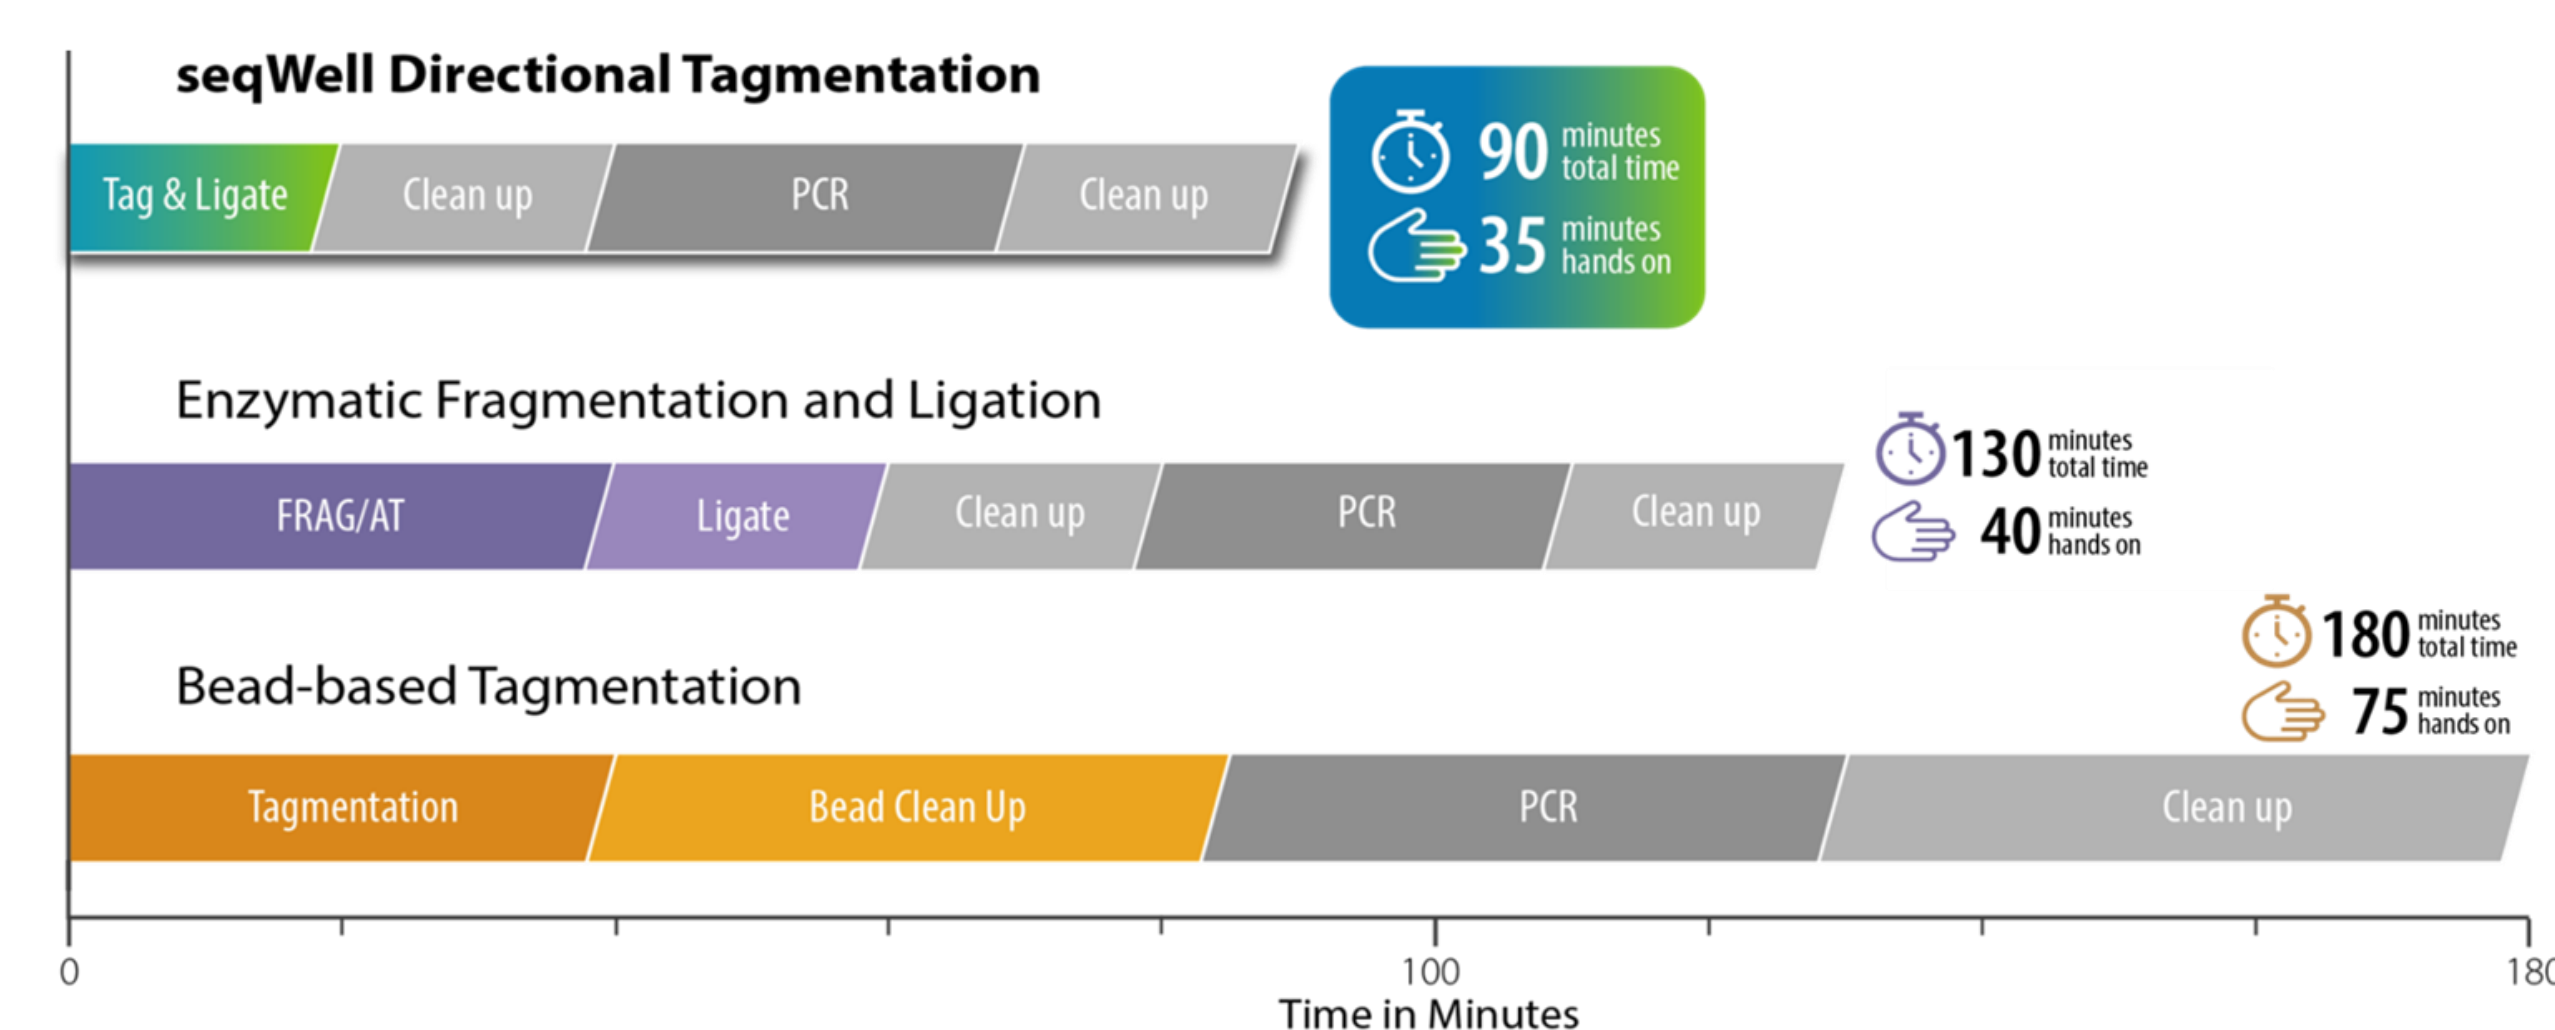 seqWell Directional Tagmentation
Tag & Ligate
Clean up
PCR
Clean up
90 minutes total time
35 minutes hands on
Enzymatic Fragmentation and Ligation
FRAG/AT
Ligate
Clean up
PCR
Clean up
130 minutes total time
40 minutes hands on
Bead-based Tagmentation
180 minutes total time
75 minutes hands on
Tagmentation
Bead Clean Up
PCR
Clean up
0
100
180
Time in Minutes